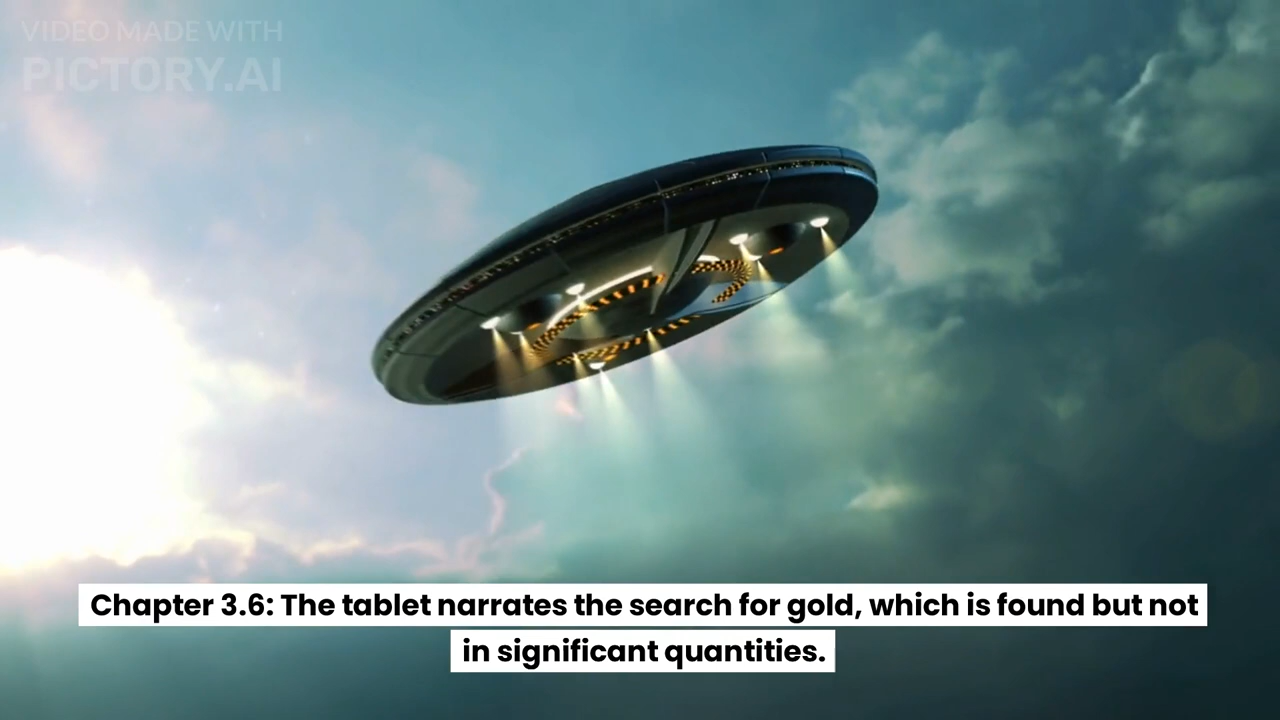 VIDEO MADE WITH
PICTORY.AI
Chapter 3.6: The tablet narrates the search for gold, which is found but not
in significant quantities.